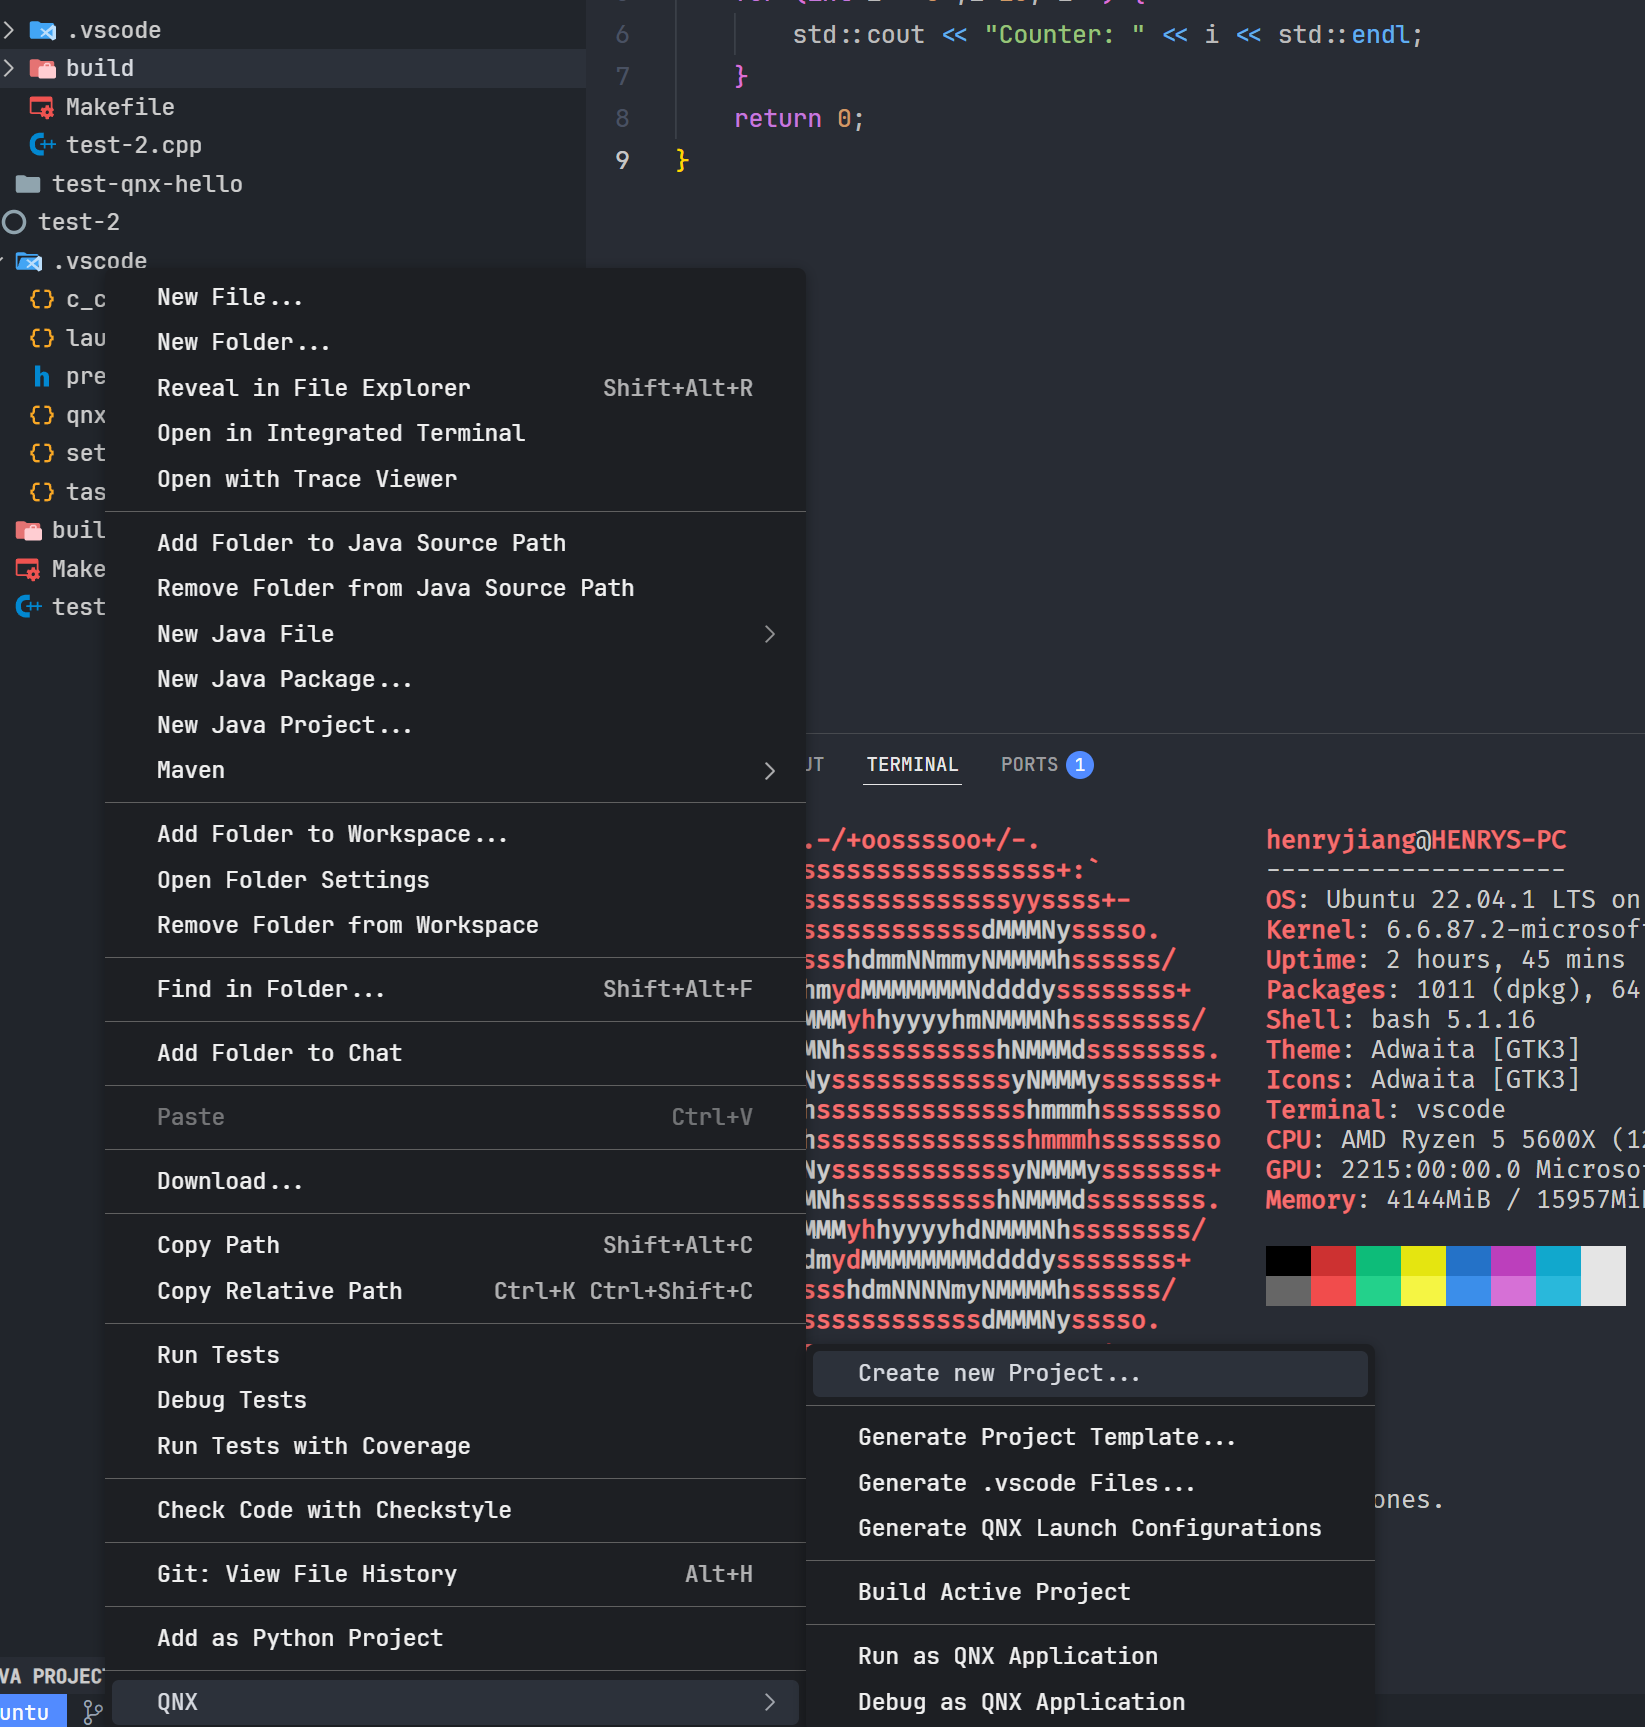 .vscode
build
Makefile
test-2.cpp
test-qnx-hello
test-2
.vscode
c_c
lau
pre
qnx
set
tas
buil
Make
test
6 std::cout << "Counter: " << i << std::endl;
7 }
8 return 0;
9 }
New File...
New Folder...
Reveal in File Explorer Shift+Alt+R
Open in Integrated Terminal
Open with Trace Viewer
Add Folder to Java Source Path
Remove Folder from Java Source Path
New Java File
New Java Package...
New Java Project...
Maven
Add Folder to Workspace...
Open Folder Settings
Remove Folder from Workspace
Find in Folder... Shift+Alt+F
Add Folder to Chat
Paste Ctrl+V
Download...
Copy Path Shift+Alt+C
Copy Relative Path Ctrl+K Ctrl+Shift+C
Run Tests
Debug Tests
Run Tests with Coverage
Check Code with Checkstyle
Git: View File History Alt+H
Add as Python Project
QNX
Create new Project...
Generate Project Template...
Generate .vscode Files...
Generate QNX Launch Configurations
Build Active Project
Run as QNX Application
Debug as QNX Application
UT TERMINAL PORTS 1
.-/+oossssoo+/-.
sssssssssssssssss+:`
ssssssssssssssyyssss+-
ssssssssssssdMMMNysssso.
ssshdmmNNmmyNMMMMhssssss/
hmydMMMMMMMNddddyssssssss+
MMMyhhyyyyhmNMMMNhssssssss/
MNhsssssssssshNMMMdssssssss.
NyssssssssssssyNMMMysssssss+
hsssssssssssssshmmmhssssssso
hsssssssssssssshmmmhssssssso
NyssssssssssssyNMMMysssssss+
MNhsssssssssshNMMMdssssssss.
MMMyhhyyyyhdNMMMNhssssssss/
dmydMMMMMMMMddddyssssssss+
ssshdmNNNNmyNMMMMhssssss/
ssssssssssssdMMMNysssso.
henryjiang@HENRYS-PC
--------------------
OS: Ubuntu 22.04.1 LTS on
Kernel: 6.6.87.2-microsof
Uptime: 2 hours, 45 mins
Packages: 1011 (dpkg), 64
Shell: bash 5.1.16
Theme: Adwaita [GTK3]
Icons: Adwaita [GTK3]
Terminal: vscode
CPU: AMD Ryzen 5 5600X (12
GPU: 2215:00:00.0 Microsof
Memory: 4144MiB / 15957Mi
ones.
VA PROJEC
untu